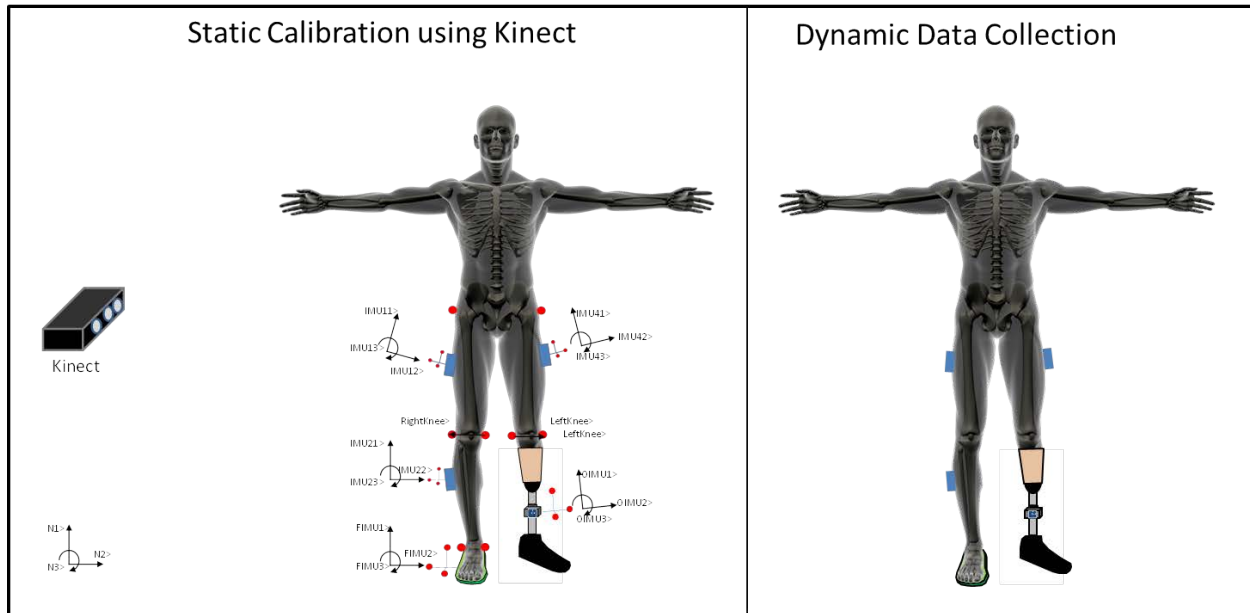 Static Calibration using Kinect
Dynamic Data Collection
Kinect
IMU11>
IMU13>
IMU12>
IMU41>
IMU42>
IMU43>
RightKnee>
LeftKnee>
LeftKnee>
IMU21>
IMU22>
IMU23>
OIMU1>
OIMU2>
OIMU3>
FIMU1>
FIMU2>
FIMU3>
N1>
N2>
N3>